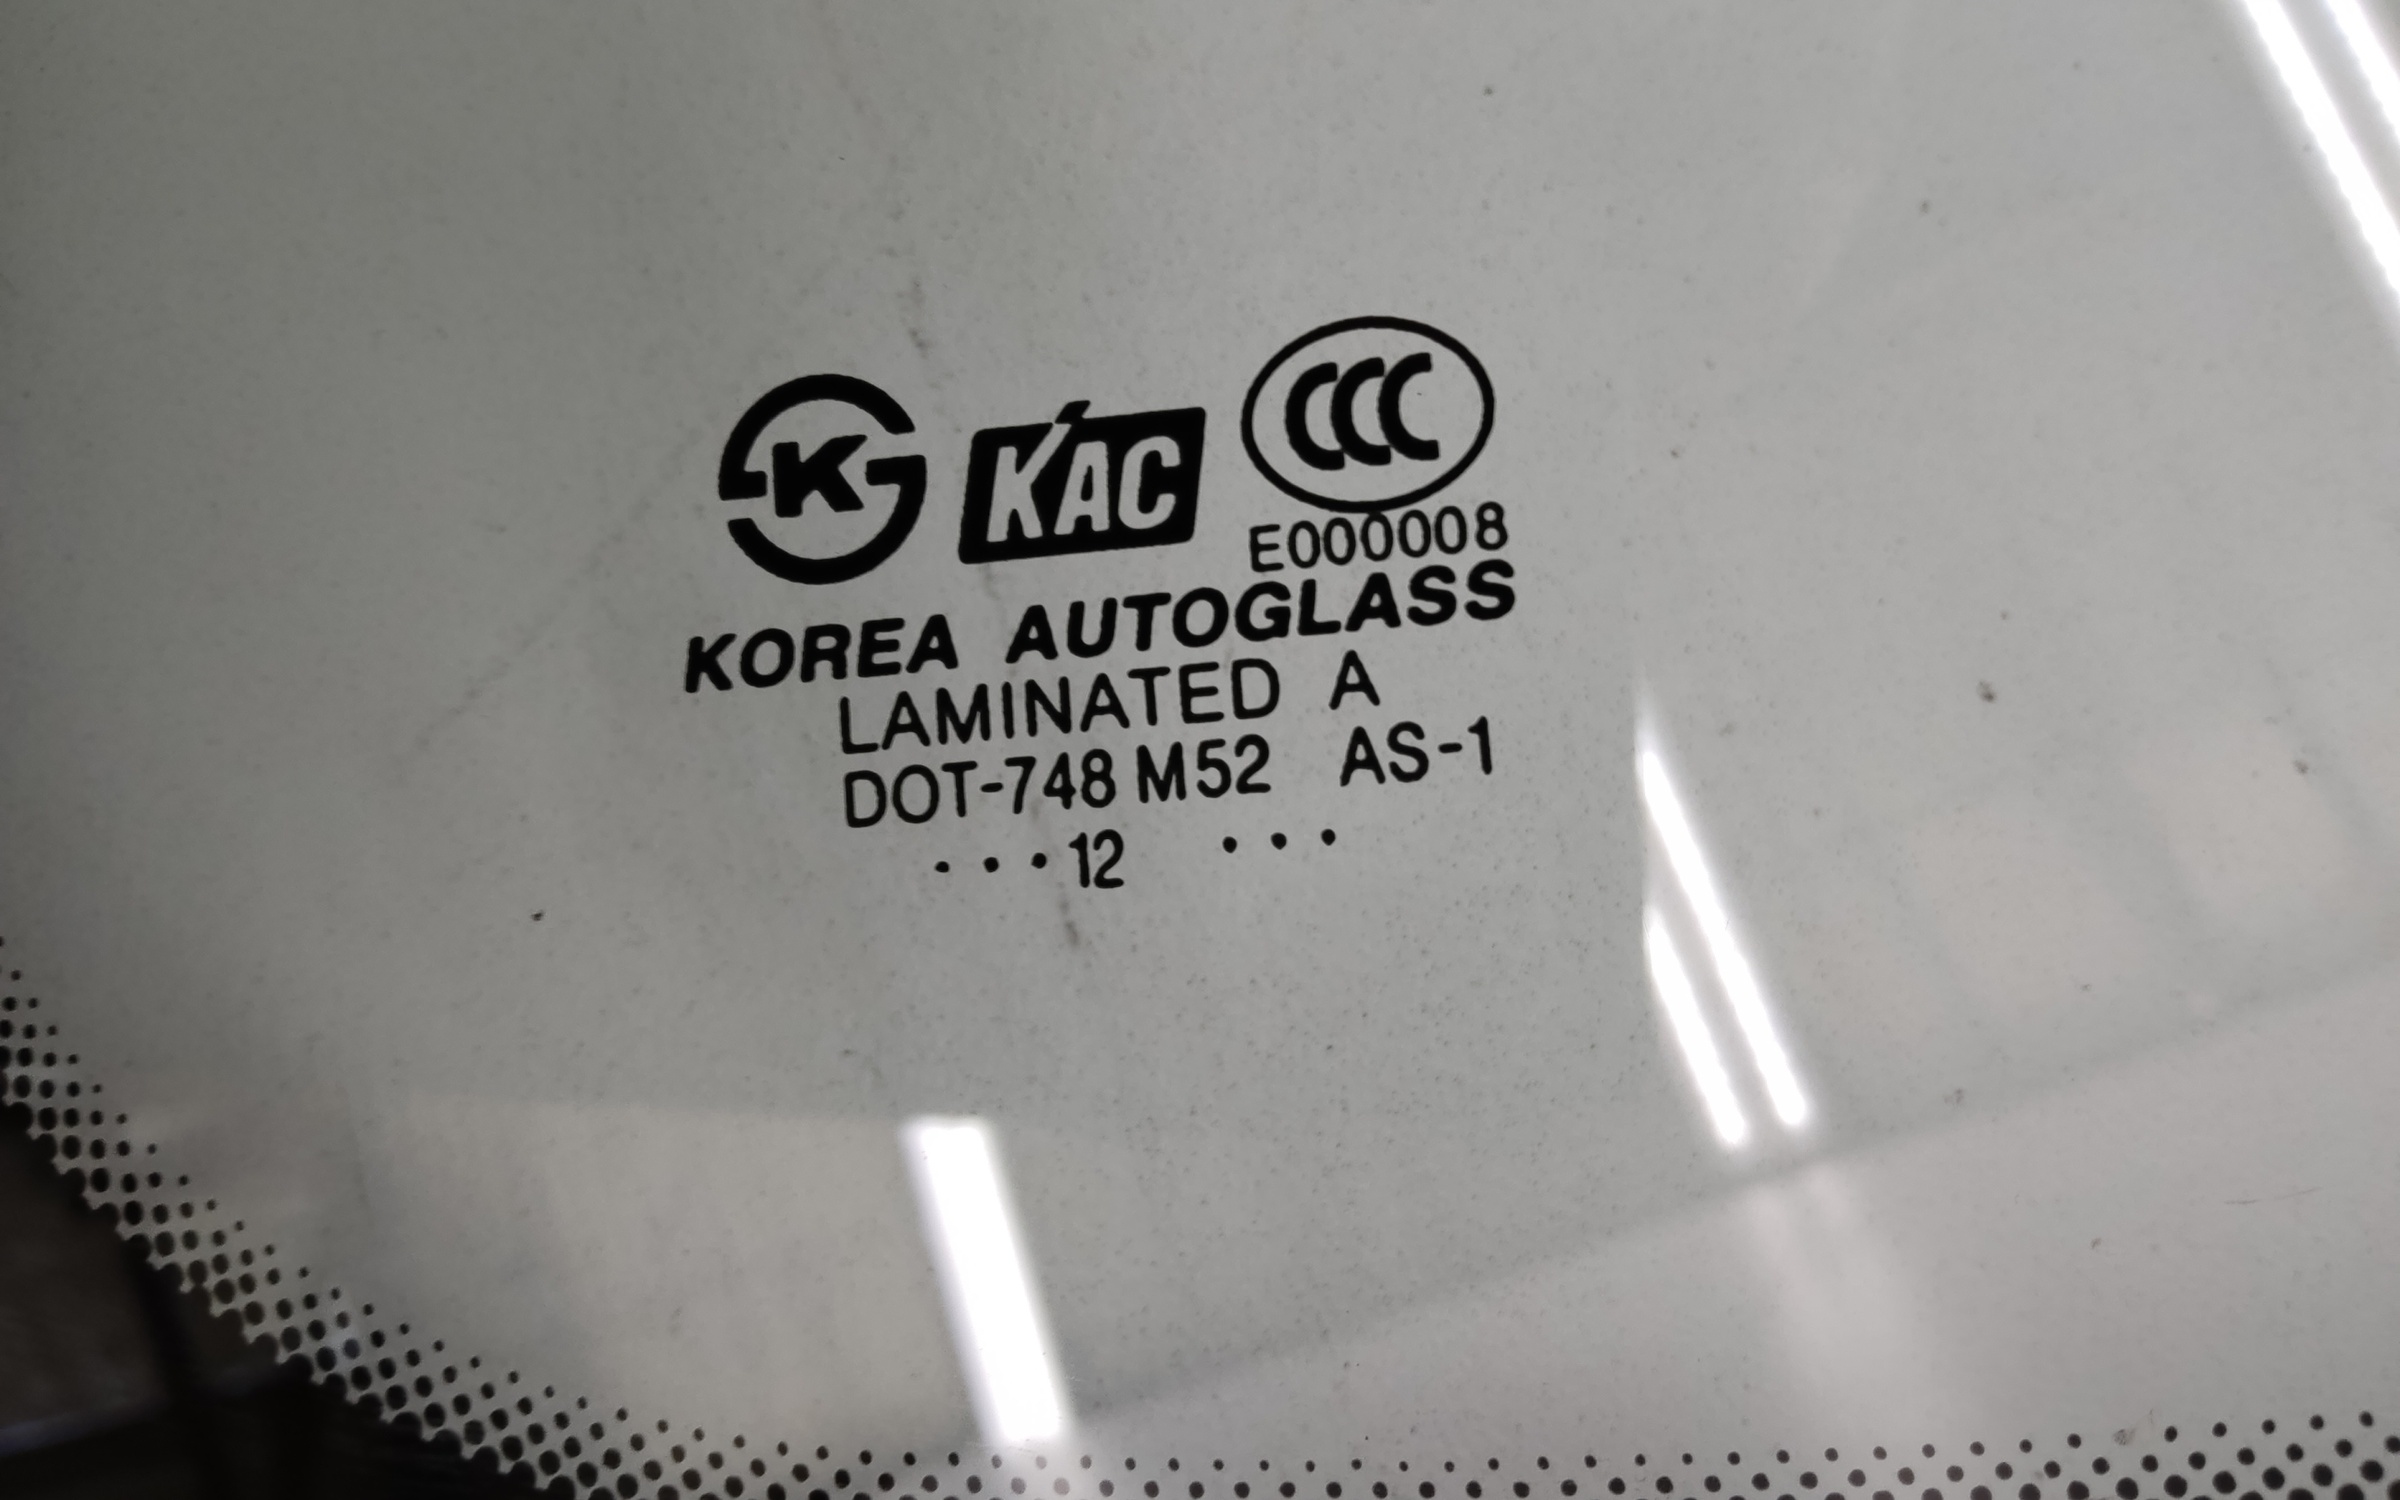 K KAC CCC
E000008
KOREA AUTOGLASS
LAMINATED A
DOT-748 M52 AS-1
...12 ...